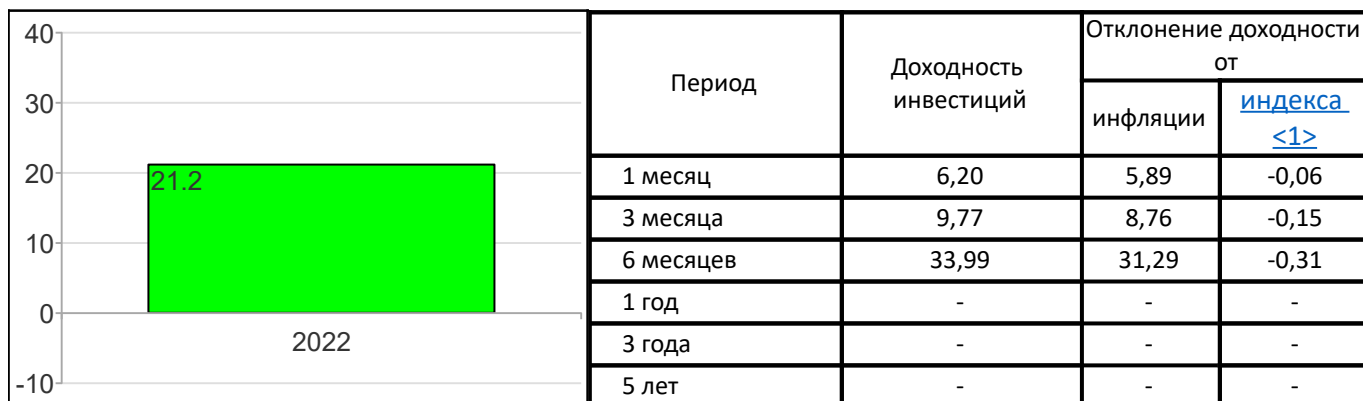 40
30
20
10
0
-10
21.2
2022
Период
Доходность
инвестиций
Отклонение доходности
от
инфляции
индекса
<1>
1 месяц 6,20 5,89 -0,06
3 месяца 9,77 8,76 -0,15
6 месяцев 33,99 31,29 -0,31
1 год - - -
3 года - - -
5 лет - - -